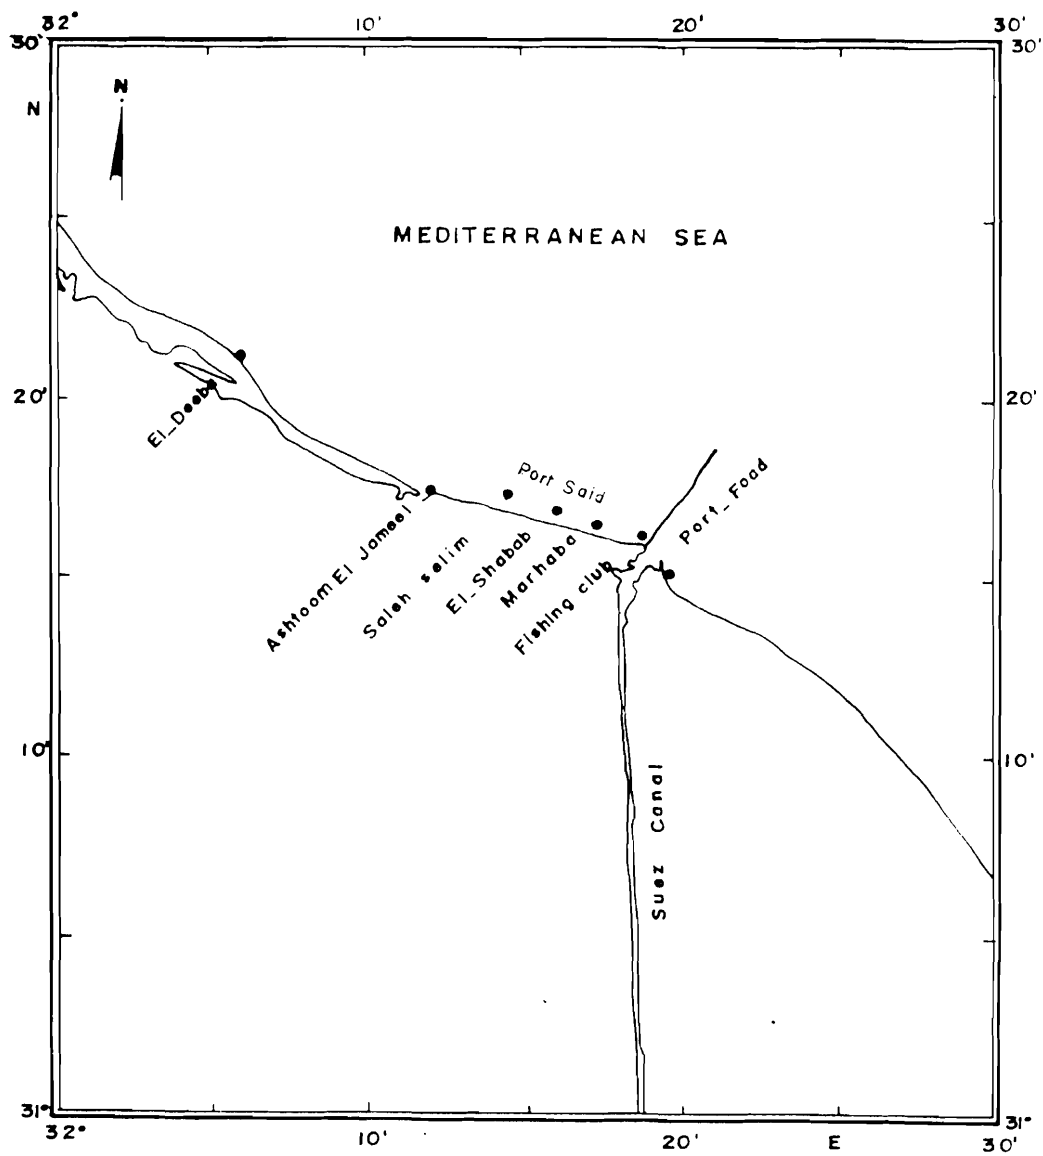 32° 10' 20' 30'
30' 30'
N
N
MEDITERRANEAN SEA
20' 20'
El_Deeb
Port Said
Port_Foad
Ashtoom El Jameel
Saleh selim
El_Shabab
Marhaba
Fishing club
10' 10'
Suez Canal
31° 31°
32° 10' 20' E 30'